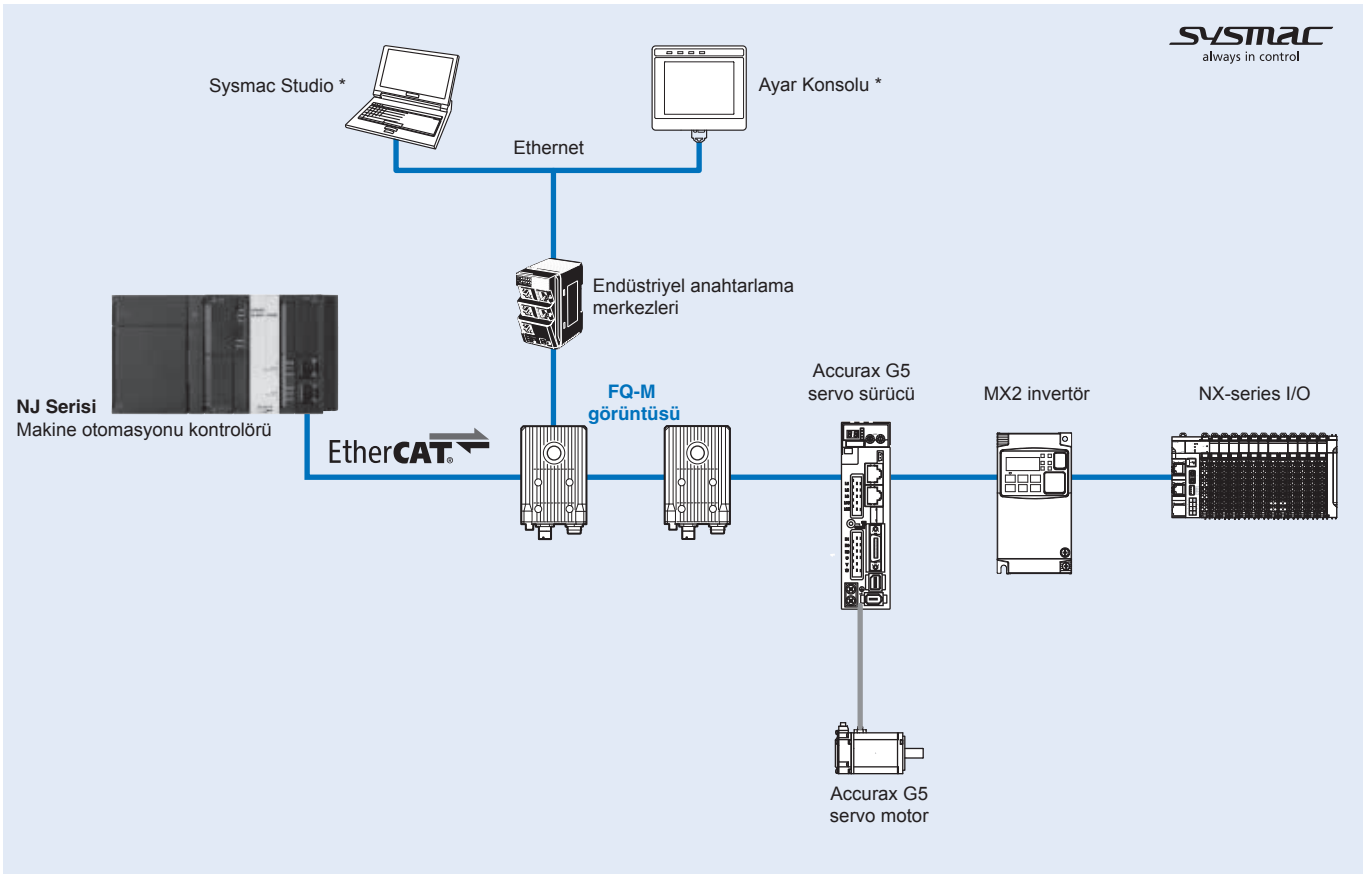 sysmac
always in control
Sysmac Studio *
Ayar Konsolu *
Ethernet
Endüstriyel anahtarlama
merkezleri
NJ Serisi
Makine otomasyonu kontrolörü
EtherCAT®
FQ-M
görüntüsü
Accurax G5
servo sürücü
MX2 invertör
NX-series I/O
Accurax G5
servo motor